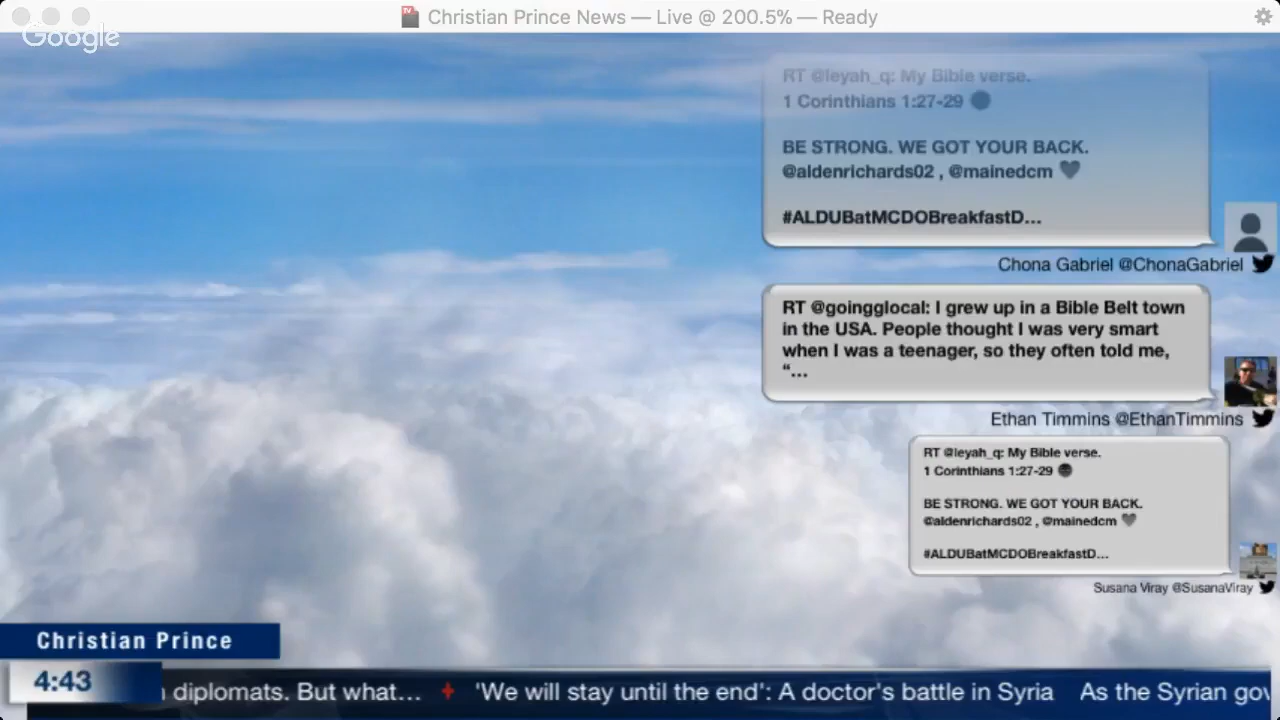 Christian Prince News — Live @ 200.5% — Ready
Google
RT @leyah_q: My Bible verse.
1 Corinthians 1:27-29
BE STRONG. WE GOT YOUR BACK.
@aldenrichards02 , @mainedcm 🖤
#ALDUBatMCDOBreakfastD...
Chona Gabriel @ChonaGabriel
RT @goingglocal: I grew up in a Bible Belt town
in the USA. People thought I was very smart
when I was a teenager, so they often told me,
“...
Ethan Timmins @EthanTimmins
RT @leyah_q: My Bible verse.
1 Corinthians 1:27-29
BE STRONG. WE GOT YOUR BACK.
@aldenrichards02 , @mainedcm 🖤
#ALDUBatMCDOBreakfastD...
Susana Viray @SusanaViray
Christian Prince
4:43
diplomats. But what... 'We will stay until the end': A doctor's battle in Syria As the Syrian gov